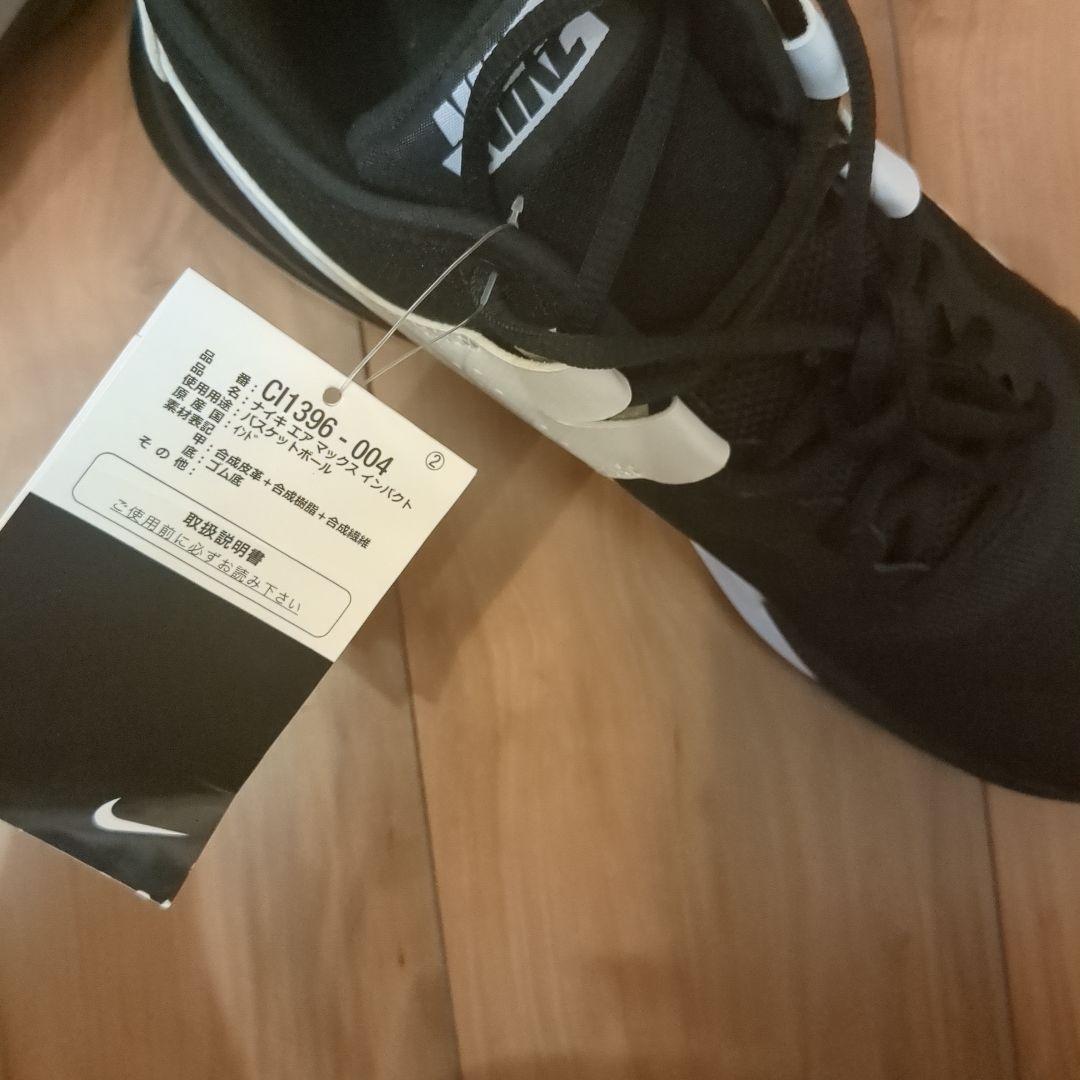 NIKE
品番: CI1396-004 ②
品名: ナイキ エア マックス インパクト
使用用途: バスケットボール
原産国: インド
素材表記
甲: 合成皮革+合成樹脂+合成繊維
底: ゴム底
その他:
取扱説明書
ご使用前に必ずお読み下さい